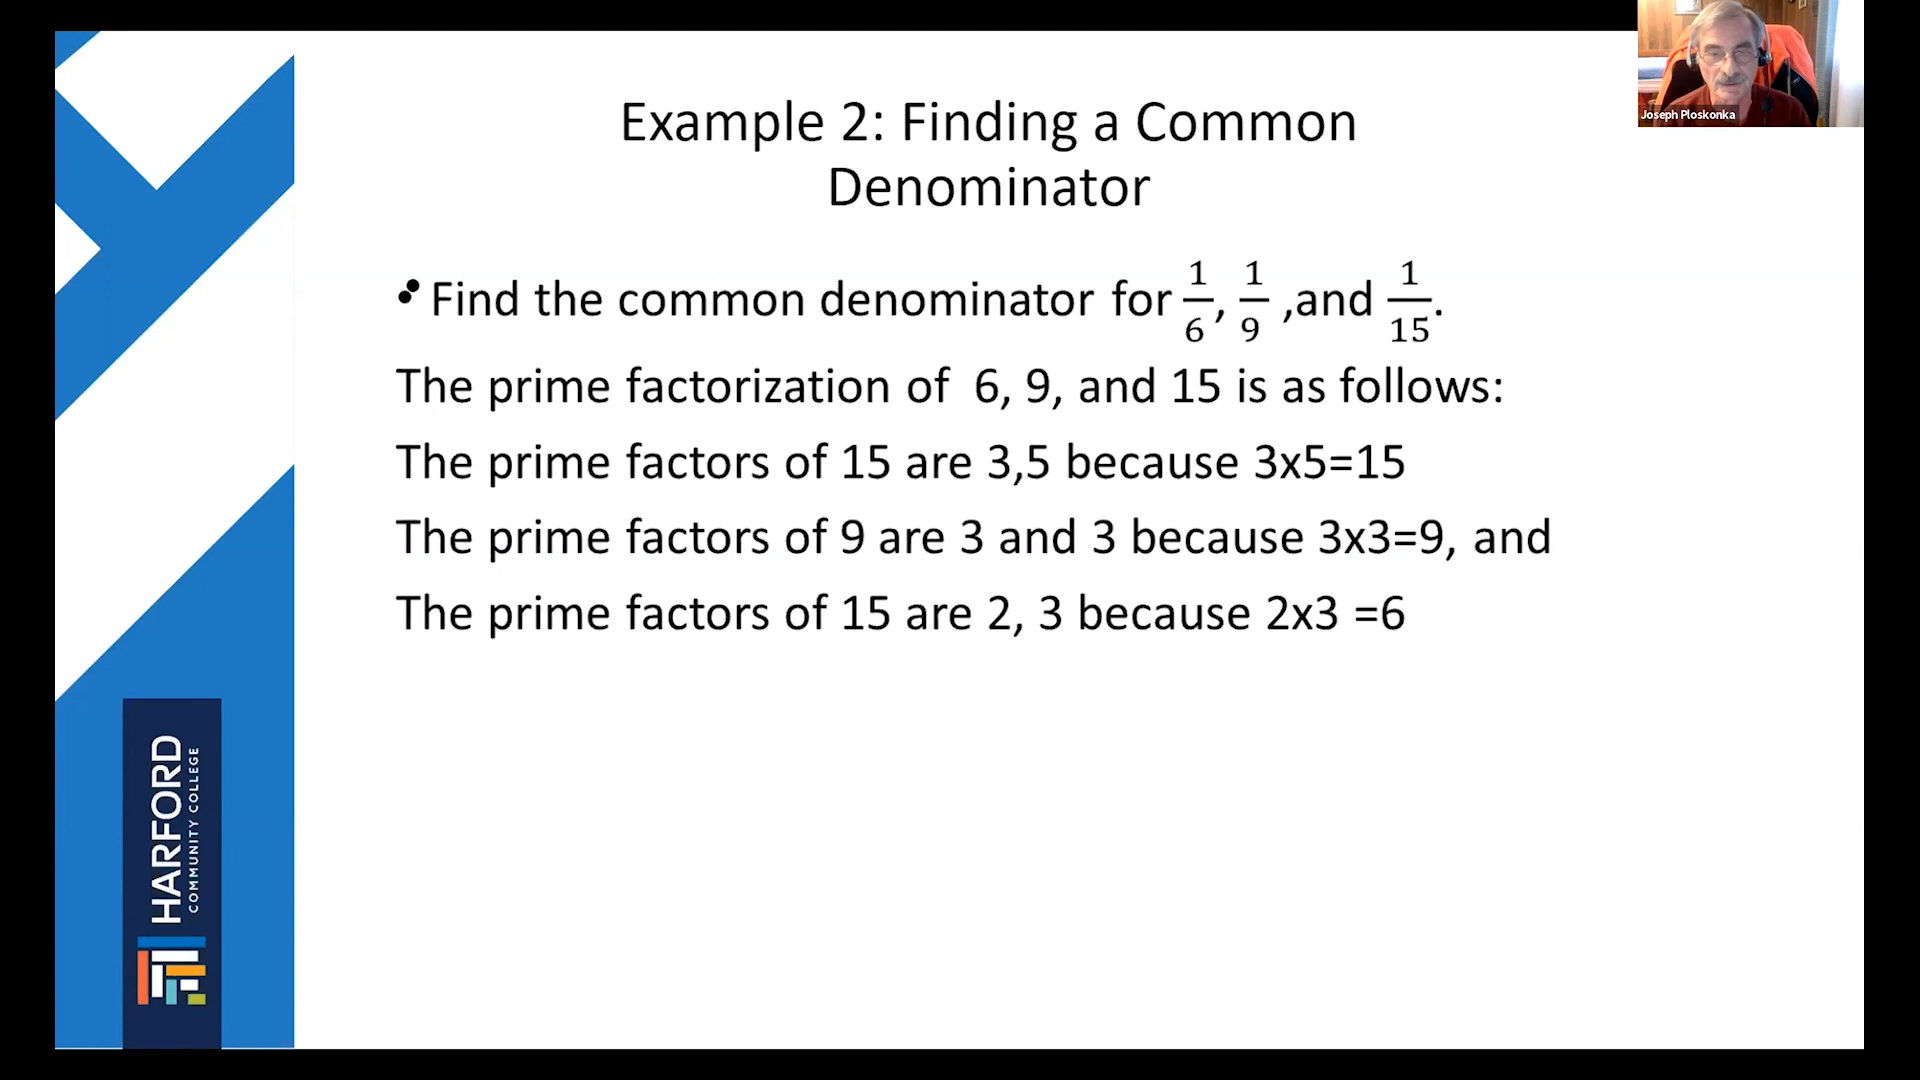 Joseph Ploskonka
Example 2: Finding a Common
Denominator
• Find the common denominator for 1/6, 1/9 ,and 1/15.
The prime factorization of 6, 9, and 15 is as follows:
The prime factors of 15 are 3,5 because 3x5=15
The prime factors of 9 are 3 and 3 because 3x3=9, and
The prime factors of 15 are 2, 3 because 2x3 =6
HARFORD
COMMUNITY COLLEGE